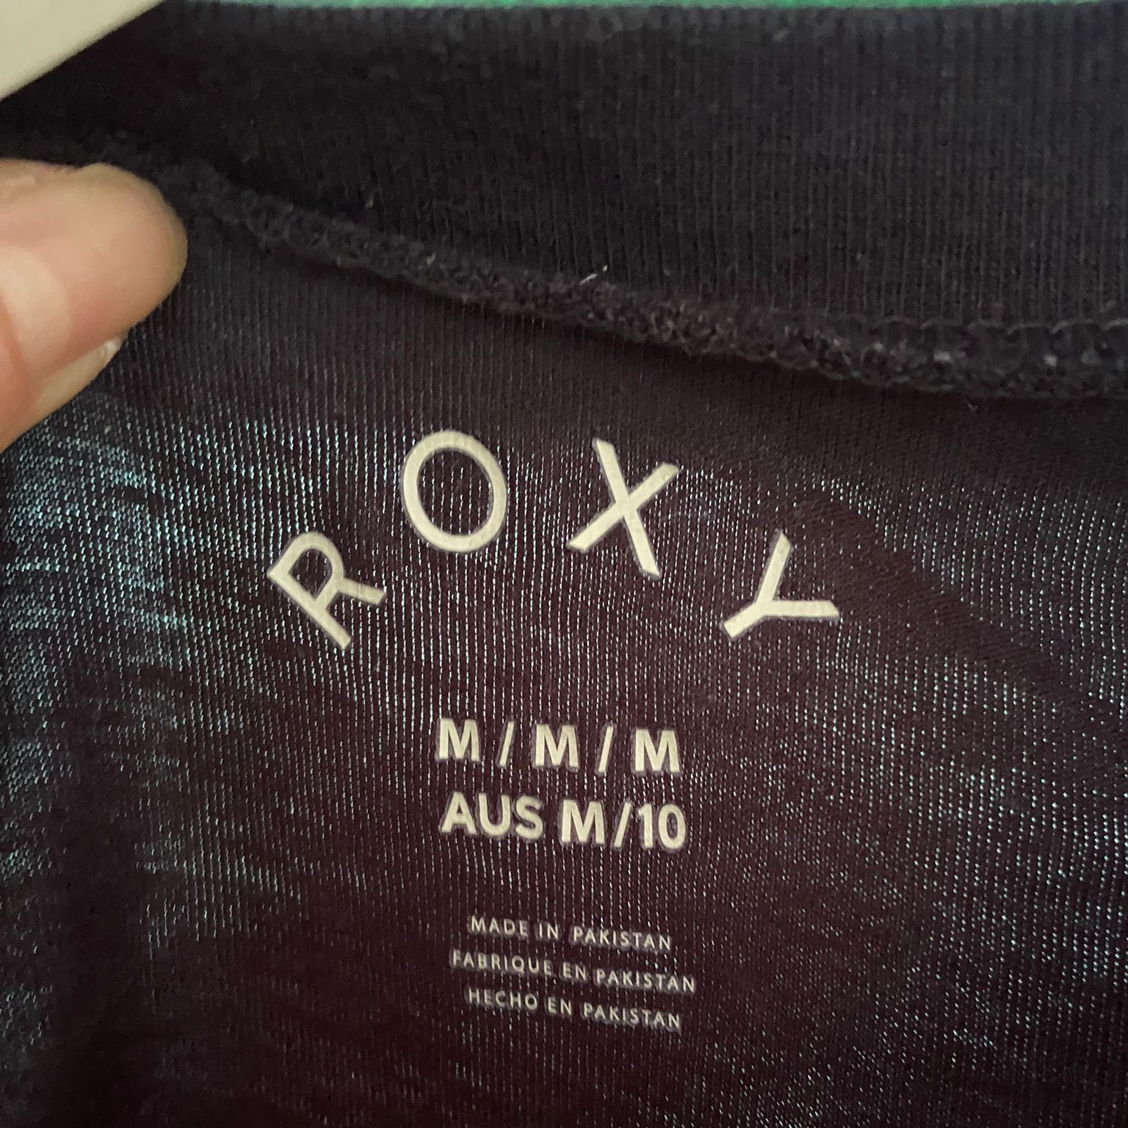 ROXY
M / M / M
AUS M/10
MADE IN PAKISTAN
FABRIQUE EN PAKISTAN
HECHO EN PAKISTAN